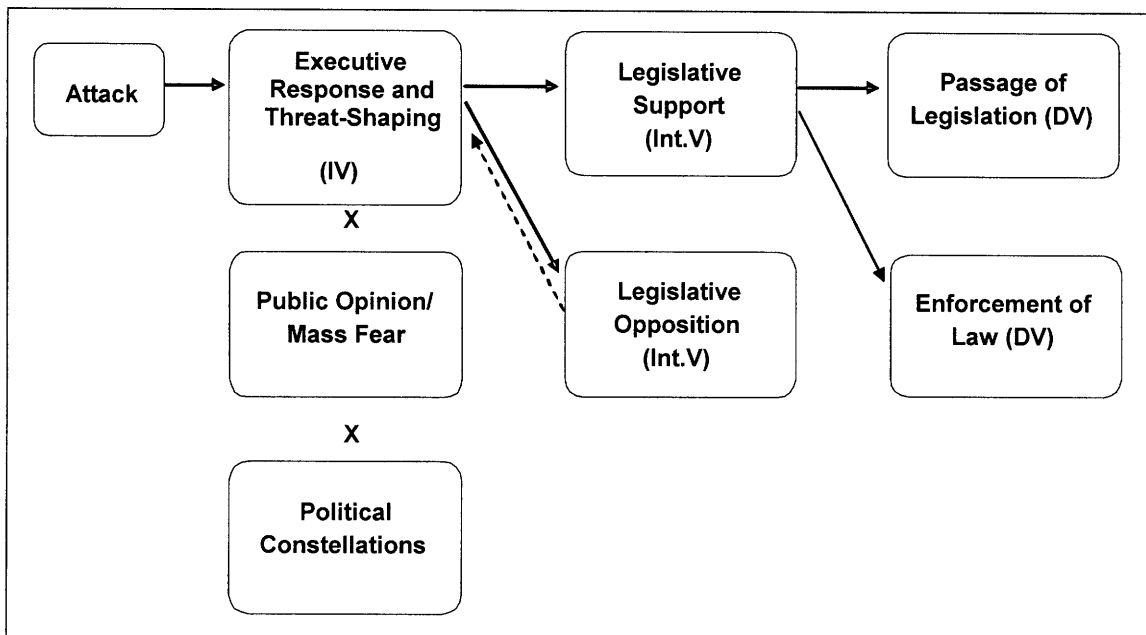 Attack
Executive
Response and
Threat-Shaping
(IV)
X
Public Opinion/
Mass Fear
X
Political
Constellations
Legislative
Support
(Int.V)
Legislative
Opposition
(Int.V)
Passage of
Legislation (DV)
Enforcement of
Law (DV)